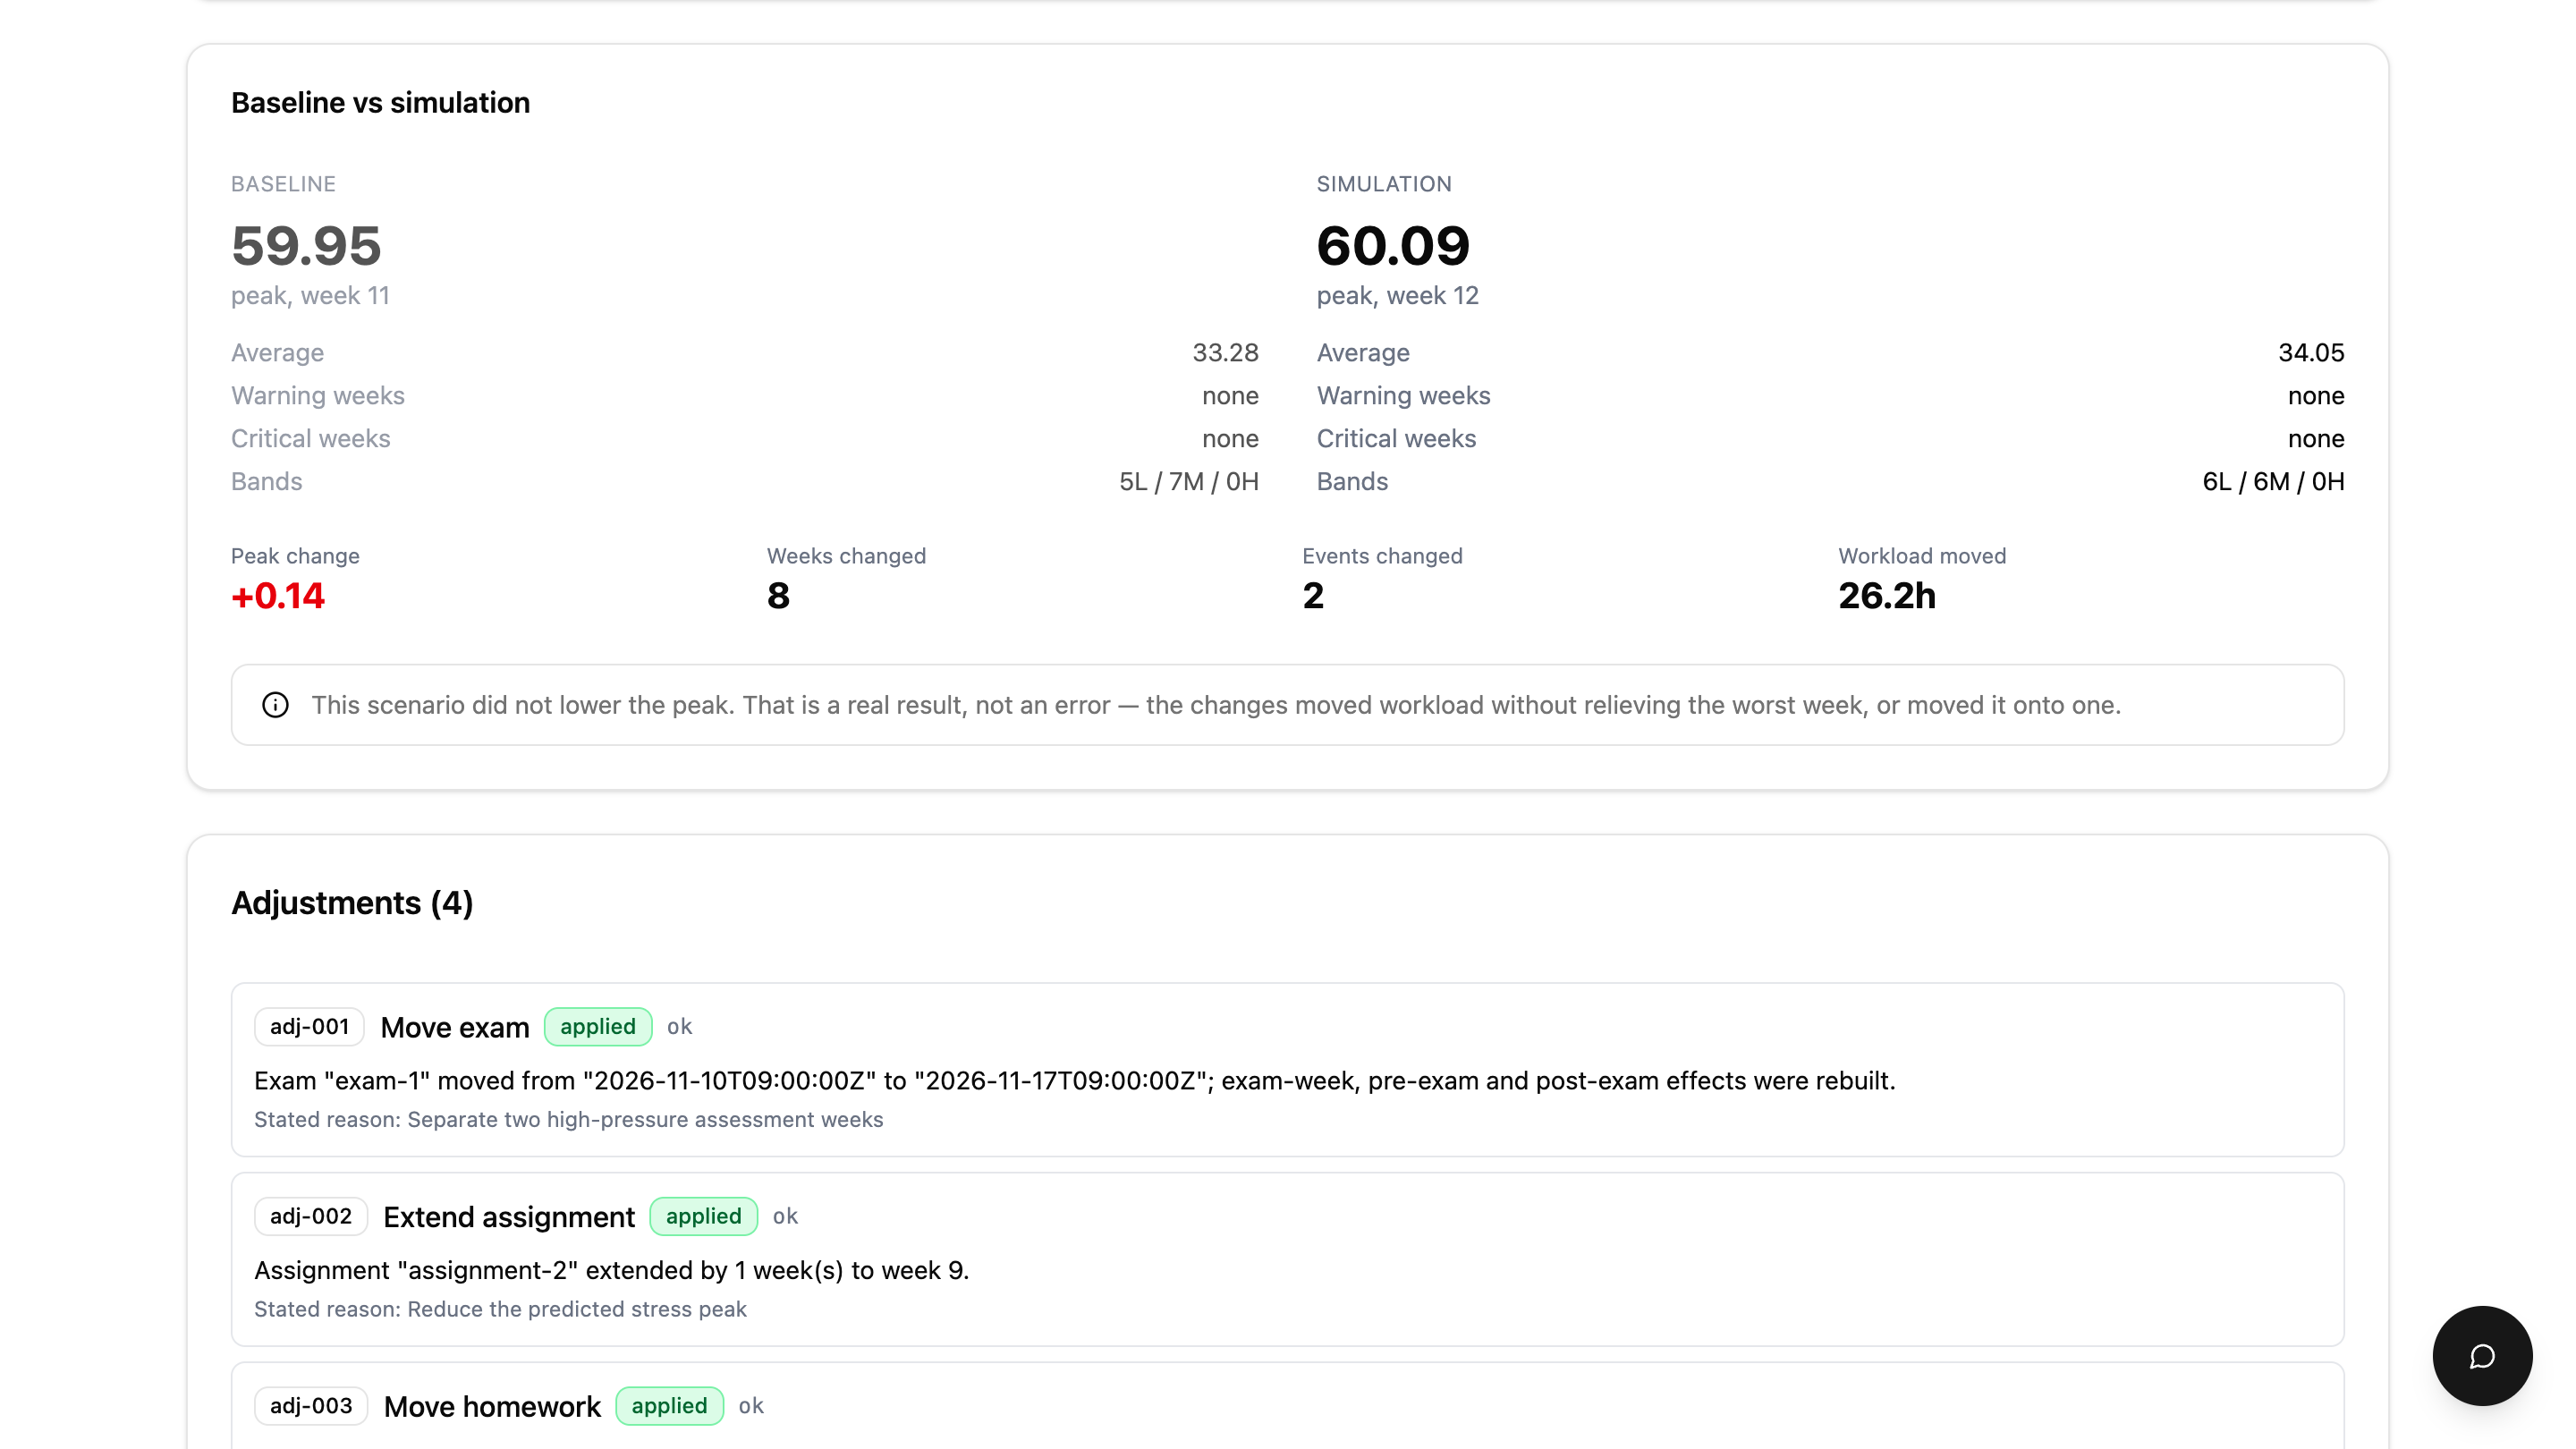 Baseline vs simulation
BASELINE
59.95
peak, week 11
Average 33.28
Warning weeks none
Critical weeks none
Bands 5L / 7M / 0H
SIMULATION
60.09
peak, week 12
Average 34.05
Warning weeks none
Critical weeks none
Bands 6L / 6M / 0H
Peak change
+0.14
Weeks changed
8
Events changed
2
Workload moved
26.2h
This scenario did not lower the peak. That is a real result, not an error — the changes moved workload without relieving the worst week, or moved it onto one.
Adjustments (4)
adj-001 Move exam applied ok
Exam "exam-1" moved from "2026-11-10T09:00:00Z" to "2026-11-17T09:00:00Z"; exam-week, pre-exam and post-exam effects were rebuilt.
Stated reason: Separate two high-pressure assessment weeks
adj-002 Extend assignment applied ok
Assignment "assignment-2" extended by 1 week(s) to week 9.
Stated reason: Reduce the predicted stress peak
adj-003 Move homework applied ok